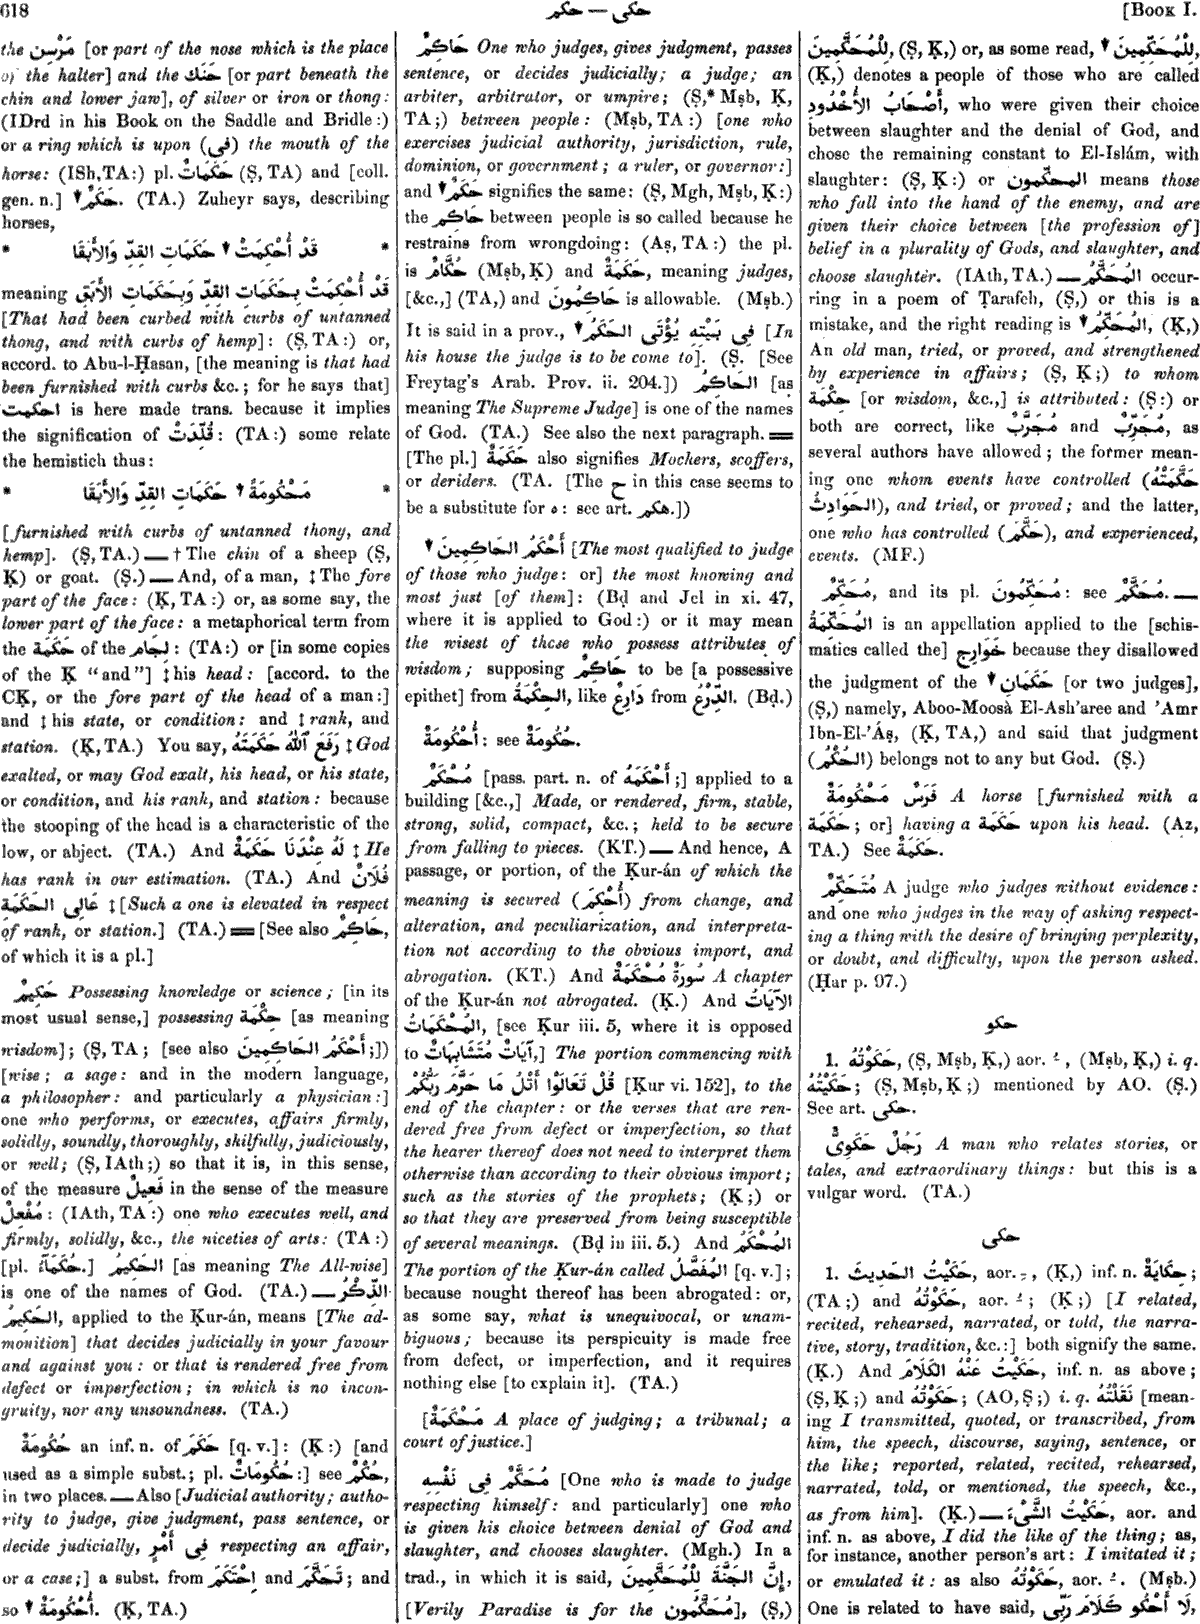 618
حكى — حكم
[Book I.
the مَرْسِن [or part of the nose which is the place
of the halter] and the حَنَك [or part beneath the
chin and lower jaw], of silver or iron or thong:
(IDrd in his Book on the Saddle and Bridle:)
or a ring which is upon (فِى) the mouth of the
horse: (ISh, TA:) pl. حَكَمَاتٌ (Ṣ, TA) and [coll.
gen. n.] ▼ حَكَمٌ. (TA.) Zuheyr says, describing
horses,
* قَدْ أُحْكِمَتْ ▼ حَكَمَاتِ القِدِّ وَالأَبَقَا *
meaning قَدْ أُحْكِمَتْ بِحَكَمَاتِ القِدِّ وَبِحَكَمَاتِ الأَبَقِ
[That had been curbed with curbs of untanned
thong, and with curbs of hemp]: (Ṣ, TA:) or,
accord. to Abu-l-Ḥasan, [the meaning is that had
been furnished with curbs &c.; for he says that]
احكمت is here made trans. because it implies
the signification of قُلِّدَتْ: (TA:) some relate
the hemistich thus:
* مَحْكُومَةً ▼ حَكَمَاتِ القِدِّ وَالأَبَقَا *
[furnished with curbs of untanned thong, and
hemp]. (Ṣ, TA.) — † The chin of a sheep (Ṣ,
Ḳ) or goat. (Ṣ.) — And, of a man, ‡ The fore
part of the face: (Ḳ, TA:) or, as some say, the
lower part of the face: a metaphorical term from
the حَكَمَة of the لِجَام: (TA:) or [in some copies
of the Ḳ “and”] ‡ his head: [accord. to the
CḲ, or the fore part of the head of a man:]
and ‡ his state, or condition: and ‡ rank, and
station. (Ḳ, TA.) You say, رَفَعَ ٱللّٰهُ حَكَمَتَهُ ‡ God
exalted, or may God exalt, his head, or his state,
or condition, and his rank, and station: because
the stooping of the head is a characteristic of the
low, or abject. (TA.) And لَهُ عِنْدَنَا حَكَمَةٌ ‡ He
has rank in our estimation. (TA.) And فُلَانٌ
عَالِى الحَكَمَةِ ‡ [Such a one is elevated in respect
of rank, or station.] (TA.) = [See also حَاكِمٌ,
of which it is a pl.]
حَكِيمٌ Possessing knowledge or science; [in its
most usual sense,] possessing حِكْمَة [as meaning
wisdom]; (Ṣ, TA; [see also أَحْكَمُ الحَاكِمِينَ;])
[wise; a sage: and in the modern language,
a philosopher: and particularly a physician:]
one who performs, or executes, affairs firmly,
solidly, soundly, thoroughly, skilfully, judiciously,
or well; (Ṣ, IAth;) so that it is, in this sense,
of the measure فَعِيلٌ in the sense of the measure
مُفْعِلٌ: (IAth, TA:) one who executes well, and
firmly, solidly, &c., the niceties of arts: (TA:)
[pl. حُكَمَآءُ.] الحَكِيمُ [as meaning The All-wise]
is one of the names of God. (TA.) — الذِّكْرُ
الحَكِيمُ, applied to the Ḳur-án, means [The ad-
monition] that decides judicially in your favour
and against you: or that is rendered free from
defect or imperfection; in which is no incon-
gruity, nor any unsoundness. (TA.)
حُكُومَةٌ an inf. n. of حَكَمَ [q. v.]: (Ḳ:) [and
used as a simple subst.; pl. حُكُومَاتٌ:] see حُكْمٌ,
in two places. — Also [Judicial authority; autho-
rity to judge, give judgment, pass sentence, or
decide judicially, فِى أَمْرٍ respecting an affair,
or a case;] a subst. from اِحْتَكَمَ and تَحَكَّمَ; and
so ▼ أُحْكُومَةٌ. (Ḳ, TA.)
حَاكِمٌ One who judges, gives judgment, passes
sentence, or decides judicially; a judge; an
arbiter, arbitrator, or umpire; (Ṣ,* Mṣb, Ḳ,
TA;) between people: (Mṣb, TA:) [one who
exercises judicial authority, jurisdiction, rule,
dominion, or government; a ruler, or governor:]
and ▼ حَكَمٌ signifies the same: (Ṣ, Mgh, Mṣb, Ḳ:)
the حَاكِم between people is so called because he
restrains from wrongdoing: (Aṣ, TA:) the pl.
is حُكَّامٌ (Mṣb, Ḳ) and حَكَمَةٌ, meaning judges,
[&c.,] (TA,) and حَاكِمُونَ is allowable. (Mṣb.)
It is said in a prov., فِى بَيْتِهِ يُؤْتَى الحَكَمُ ▼ [In
his house the judge is to be come to]. (Ṣ. [See
Freytag's Arab. Prov. ii. 204.]) الحَاكِمُ [as
meaning The Supreme Judge] is one of the names
of God. (TA.) See also the next paragraph. =
[The pl.] حَكَمَةٌ also signifies Mockers, scoffers,
or deriders. (TA. [The ح in this case seems to
be a substitute for ه: see art. هكم.])
أَحْكَمُ الحَاكِمِينَ ▼ [The most qualified to judge
of those who judge: or] the most knowing and
most just [of them]: (Bḍ and Jel in xi. 47,
where it is applied to God:) or it may mean
the wisest of those who possess attributes of
wisdom; supposing حَاكِمٌ to be [a possessive
epithet] from الحِكْمَةُ, like دَارِعٌ from الدِّرْعُ. (Bḍ.)
أُحْكُومَةٌ: see حُكُومَةٌ.
مُحْكَمٌ [pass. part. n. of أَحْكَمَهُ;] applied to a
building [&c.,] Made, or rendered, firm, stable,
strong, solid, compact, &c.; held to be secure
from falling to pieces. (KT.) — And hence, A
passage, or portion, of the Ḳur-án of which the
meaning is secured (أُحْكِمَ) from change, and
alteration, and peculiarization, and interpreta-
tion not according to the obvious import, and
abrogation. (KT.) And سُورَةٌ مُحْكَمَةٌ A chapter
of the Ḳur-án not abrogated. (Ḳ.) And الآيَاتُ
المُحْكَمَاتُ, [see Ḳur iii. 5, where it is opposed
to آيَاتٌ مُتَشَابِهَاتٌ,] The portion commencing with
قُلْ تَعَالَوْا أَتْلُ مَا حَرَّمَ رَبُّكُمْ [Ḳur vi. 152], to the
end of the chapter: or the verses that are ren-
dered free from defect or imperfection, so that
the hearer thereof does not need to interpret them
otherwise than according to their obvious import;
such as the stories of the prophets; (Ḳ;) or
so that they are preserved from being susceptible
of several meanings. (Bḍ in iii. 5.) And المُحْكَمُ
The portion of the Ḳur-án called المُفَصَّلُ [q. v.];
because nought thereof has been abrogated: or,
as some say, what is unequivocal, or unam-
biguous; because its perspicuity is made free
from defect, or imperfection, and it requires
nothing else [to explain it]. (TA.)
[مَحْكَمَةٌ A place of judging; a tribunal; a
court of justice.]
مُحَكَّمٌ فِى نَفْسِهِ [One who is made to judge
respecting himself: and particularly] one who
is given his choice between denial of God and
slaughter, and chooses slaughter. (Mgh.) In a
trad., in which it is said, إِنَّ الجَنَّةَ لِلْمُحَكَّمِينَ,
[Verily Paradise is for the مُحَكَّمُون], (Ṣ,)
لِلْمُحَكَّمِينَ, (Ṣ, Ḳ,) or, as some read, ▼ لِلْمُحَكِّمِينَ,
(Ḳ,) denotes a people of those who are called
أَصْحَابُ الأُخْدُودِ, who were given their choice
between slaughter and the denial of God, and
chose the remaining constant to El-Islám, with
slaughter: (Ṣ, Ḳ:) or المحكّمون means those
who fall into the hand of the enemy, and are
given their choice between [the profession of]
belief in a plurality of Gods, and slaughter, and
choose slaughter. (IAth, TA.) — المُحَكَّمُ occur-
ring in a poem of Ṭarafeh, (Ṣ,) or this is a
mistake, and the right reading is ▼ المُحَكِّمُ, (Ḳ,)
An old man, tried, or proved, and strengthened
by experience in affairs; (Ṣ, Ḳ;) to whom
حِكْمَة [or wisdom, &c.,] is attributed: (Ṣ:) or
both are correct, like مُجَرَّبٌ and مُجَرِّبٌ, as
several authors have allowed; the former mean-
ing one whom events have controlled (حَكَّمَتْهُ
الحَوَادِثُ), and tried, or proved; and the latter,
one who has controlled (حَكَّمَ), and experienced,
events. (MF.)
مُحَكِّمٌ, and its pl. مُحَكِّمُونَ: see مُحَكَّمٌ. —
المُحَكِّمَةُ is an appellation applied to the [schis-
matics called the] خَوَارِج because they disallowed
the judgment of the ▼ حَكَمَانِ [or two judges],
(Ṣ,) namely, Aboo-Moosà El-Ash'aree and 'Amr
Ibn-El-'Áṣ, (Ḳ, TA,) and said that judgment
(الحُكْمُ) belongs not to any but God. (Ṣ.)
فَرَسٌ مَحْكُومَةٌ A horse [furnished with a
حَكَمَة; or] having a حَكَمَة upon his head. (Az,
TA.) See حَكَمَةٌ.
مُتَحَكِّمٌ A judge who judges without evidence:
and one who judges in the way of asking respect-
ing a thing with the desire of bringing perplexity,
or doubt, and difficulty, upon the person asked.
(Ḥar p. 97.)
حكو
1. حَكَوْتُهُ, (Ṣ, Mṣb, Ḳ,) aor. ـُ, (Mṣb, Ḳ,) i. q.
حَكَيْتُهُ; (Ṣ, Mṣb, Ḳ;) mentioned by AO. (Ṣ.)
See art. حكى.
رَجُلٌ حَكَوِىٌّ A man who relates stories, or
tales, and extraordinary things: but this is a
vulgar word. (TA.)
حكى
1. حَكَيْتُ الحَدِيثَ, aor. ـِ, (Ḳ,) inf. n. حِكَايَةٌ;
(TA;) and حَكَوْتُهُ, aor. ـُ; (Ḳ;) [I related,
recited, rehearsed, narrated, or told, the narra-
tive, story, tradition, &c.:] both signify the same.
(Ḳ.) And حَكَيْتُ عَنْهُ الكَلَامَ, inf. n. as above;
(Ṣ, Ḳ;) and حَكَوْتُهُ; (AO, Ṣ;) i. q. نَقَلْتُهُ [mean-
ing I transmitted, quoted, or transcribed, from
him, the speech, discourse, saying, sentence, or
the like; reported, related, recited, rehearsed,
narrated, told, or mentioned, the speech, &c.,
as from him]. (Ḳ.) — حَكَيْتُ الشَّىْءَ, aor. and
inf. n. as above, I did the like of the thing; as,
for instance, another person's art: I imitated it;
or emulated it: as also حَكَوْتُهُ, aor. ـُ. (Mṣb.)
One is related to have said, لَا أَحْكُو كَلَامَ رَبِّى